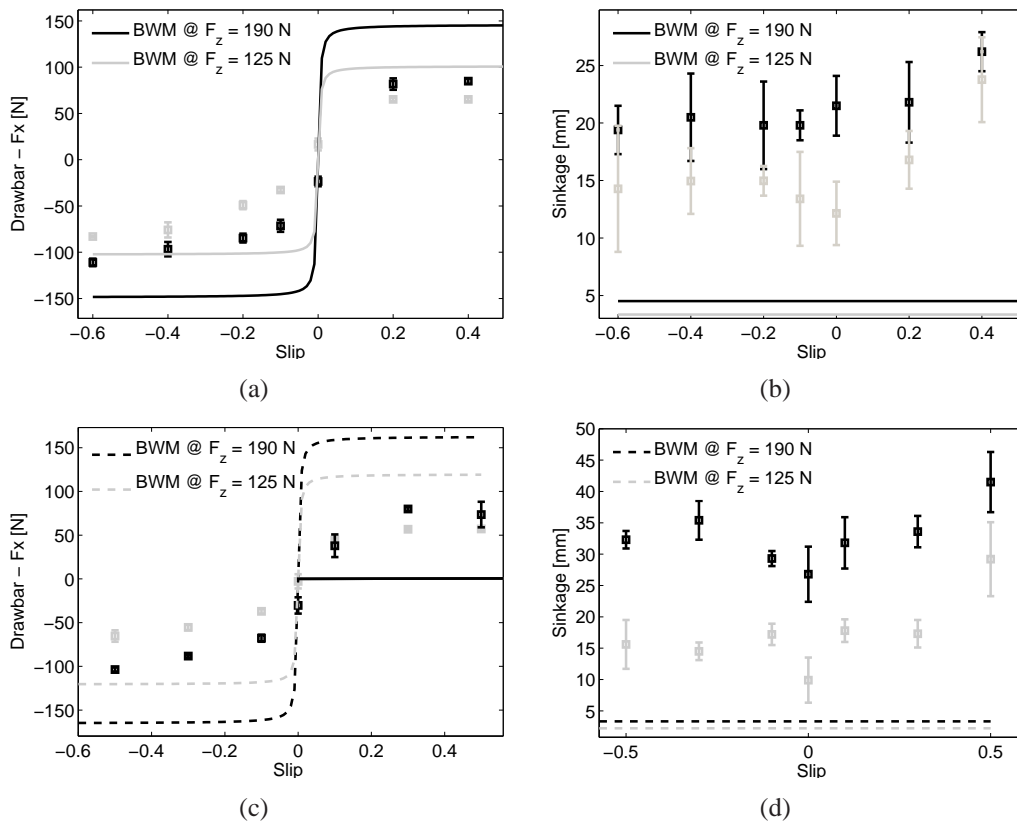 BWM @ F_z = 190 N
BWM @ F_z = 125 N
Drawbar – Fx [N]
150
100
50
0
−50
−100
−150
−0.6 −0.4 −0.2 0 0.2 0.4
Slip
(a)
BWM @ F_z = 190 N
BWM @ F_z = 125 N
Sinkage [mm]
25
20
15
10
5
−0.6 −0.4 −0.2 0 0.2 0.4
Slip
(b)
BWM @ F_z = 190 N
BWM @ F_z = 125 N
Drawbar – Fx [N]
150
100
50
0
−50
−100
−150
−0.6 −0.4 −0.2 0 0.2 0.4
Slip
(c)
BWM @ F_z = 190 N
BWM @ F_z = 125 N
Sinkage [mm]
50
45
40
35
30
25
20
15
10
5
−0.5 0 0.5
Slip
(d)